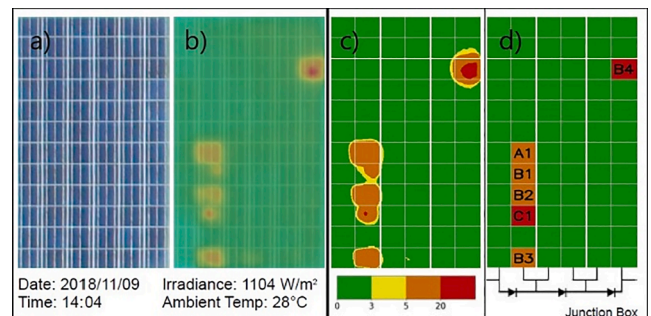 a) b) c) d)
B4
A1
B1
B2
C1
B3
Date: 2018/11/09 Irradiance: 1104 W/m²
Time: 14:04 Ambient Temp: 28°C
0 3 5 20
Junction Box